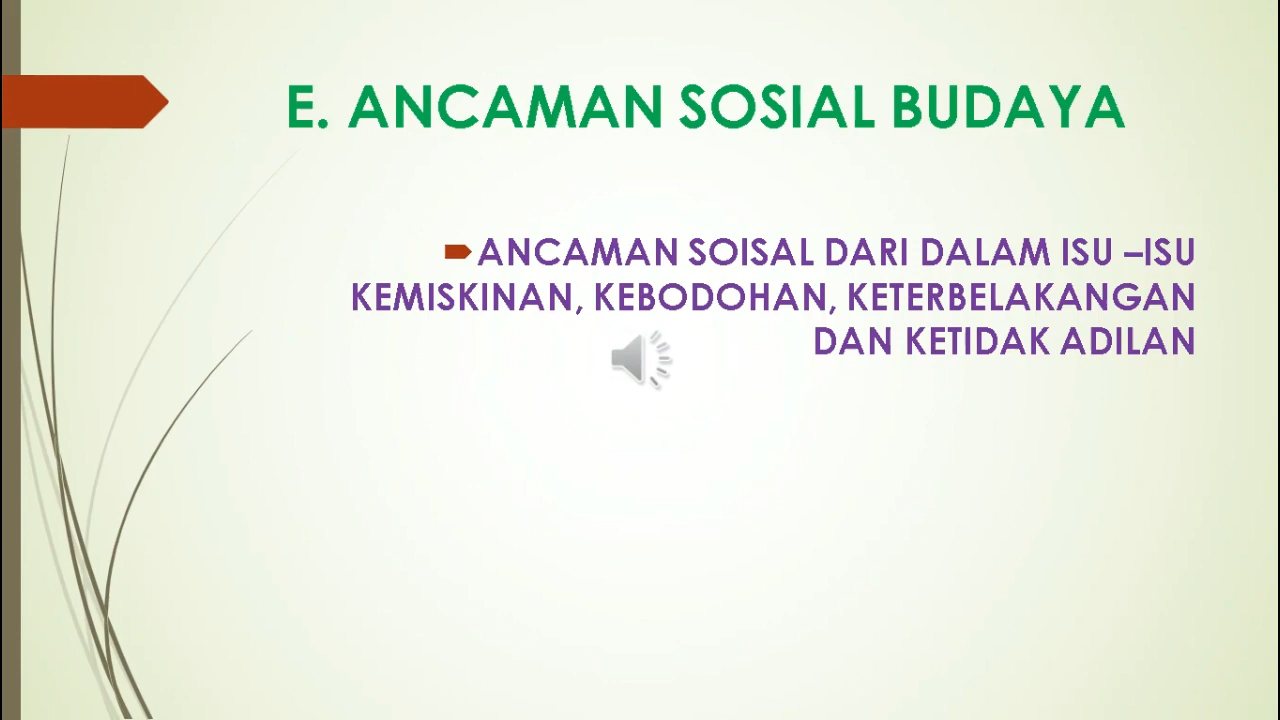 E. ANCAMAN SOSIAL BUDAYA
ANCAMAN SOISAL DARI DALAM ISU –ISU
KEMISKINAN, KEBODOHAN, KETERBELAKANGAN
DAN KETIDAK ADILAN